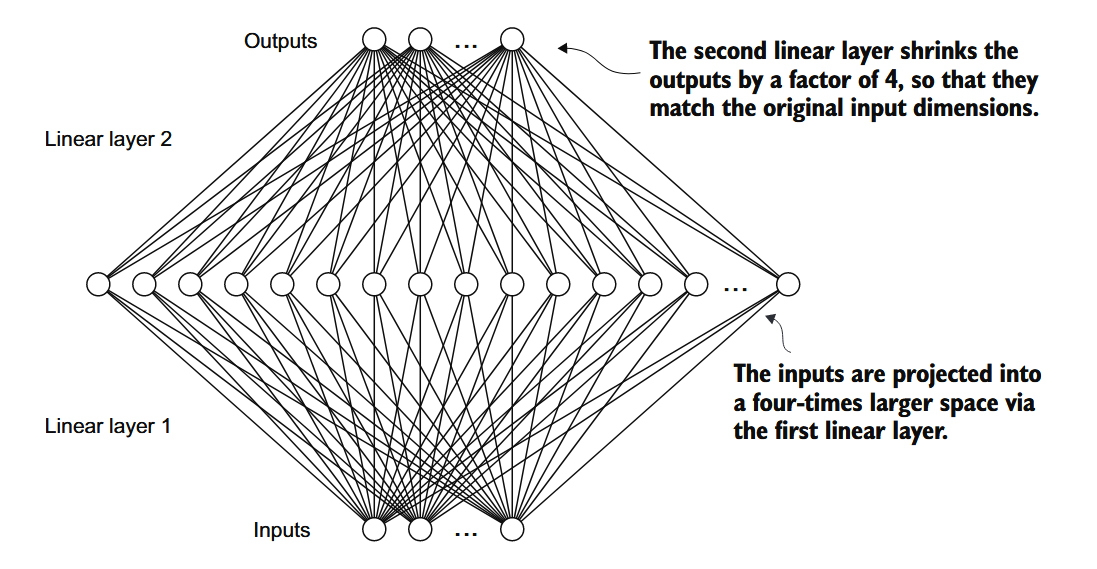 Outputs
...
The second linear layer shrinks the
outputs by a factor of 4, so that they
match the original input dimensions.
Linear layer 2
...
The inputs are projected into
a four-times larger space via
the first linear layer.
Linear layer 1
Inputs
...